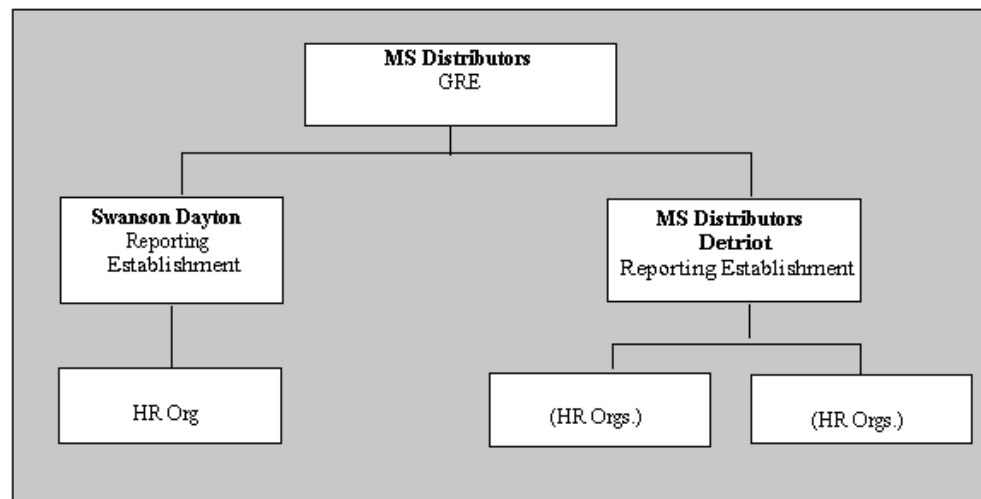 MS Distributors
GRE
Swanson Dayton
Reporting
Establishment
MS Distributors
Detriot
Reporting Establishment
HR Org
(HR Orgs.)
(HR Orgs.)